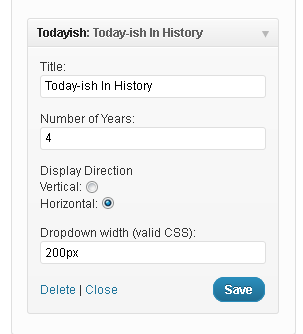 Todayish: Today-ish In History
Title:
Today-ish In History
Number of Years:
4
Display Direction
Vertical:
Horizontal:
Dropdown width (valid CSS):
200px
Delete | Close
Save